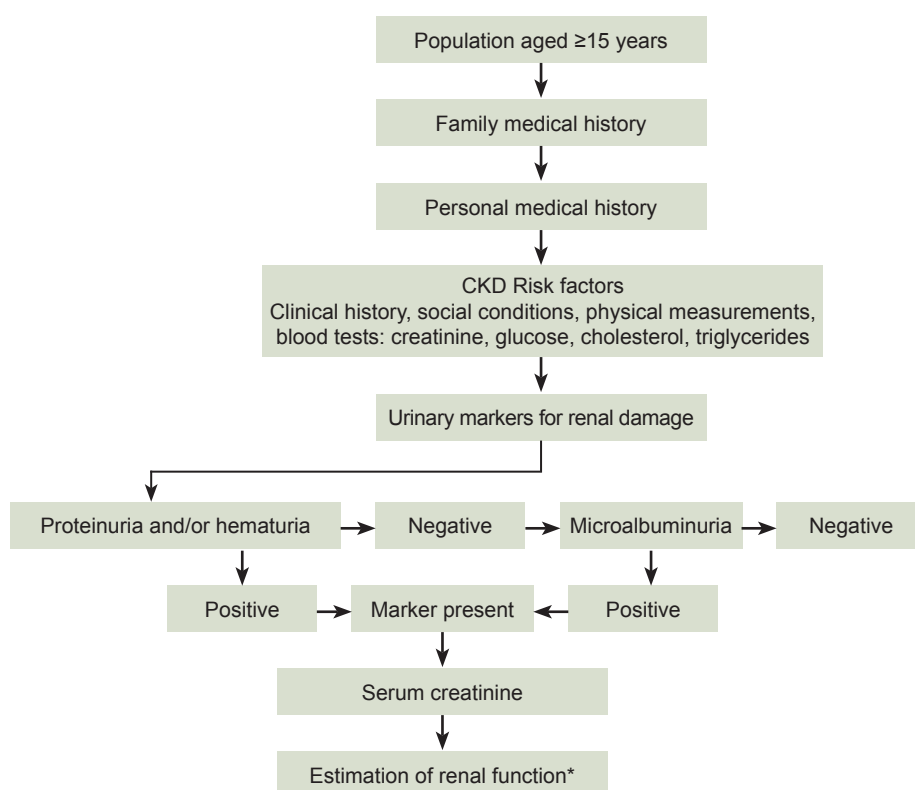 Population aged ≥15 years
Family medical history
Personal medical history
CKD Risk factors
Clinical history, social conditions, physical measurements,
blood tests: creatinine, glucose, cholesterol, triglycerides
Urinary markers for renal damage
Proteinuria and/or hematuria
Negative
Microalbuminuria
Negative
Positive
Marker present
Positive
Serum creatinine
Estimation of renal function*